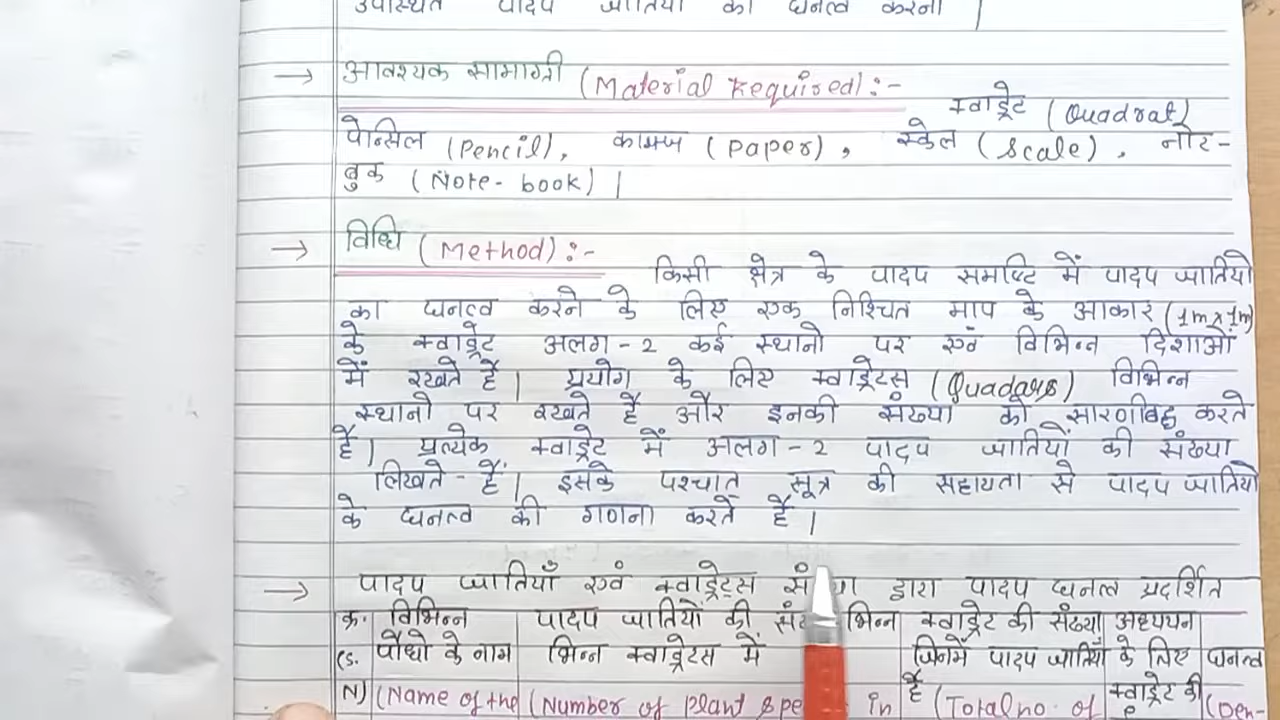 उपस्थित पादप जातियों का घनत्व करना |
→ आवश्यक सामाग्री (Material Required):-
क्वाड्रेट (Quadrat)
पेन्सिल (Pencil), कागज (Paper), स्केल (Scale), नोट-
बुक (Note-book) |
→ विधि (Method):-
किसी क्षेत्र के पादप समष्टि में पादप जातियो
का घनत्व करने के लिए एक निश्चित माप के आकार (1m x 1m)
के क्वाड्रेट अलग-2 कई स्थानो पर एवं विभिन्न दिशाओं
में रखते हैं | प्रयोग के लिए क्वाड्रेटस विभिन्न
स्थानो पर रखते है और इनकी संख्या को सारणीबद्ध करते
है | प्रत्येक क्वाड्रेट में अलग-2 पादप जातियों की संख्या
लिखते-हैं | इसके पश्चात सूत्र की सहायता से पादप जातियो
के घनत्व की गणना करते है |
→ पादप जातियाँ एवं क्वाड्रेट्स द्वारा पादप घनत्व प्रदर्शित
क्र. विभिन्न पादप जातियों की भिन्न क्वाड्रेट की संख्या अध्ययन
(S. पौधो के नाम भिन्न क्वाड्रेटस में जिनमें पादप जातियाँ के लिए घनत्व
N) (Name of the (Number of Plant in है (Total no. of क्वाड्रेट की (Den-